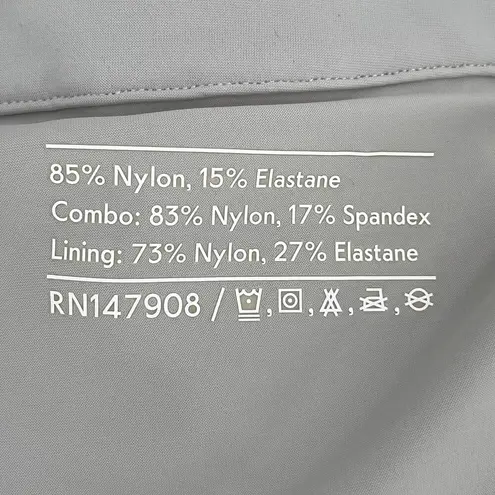 85% Nylon, 15% Elastane
Combo: 83% Nylon, 17% Spandex
Lining: 73% Nylon, 27% Elastane
RN147908 /